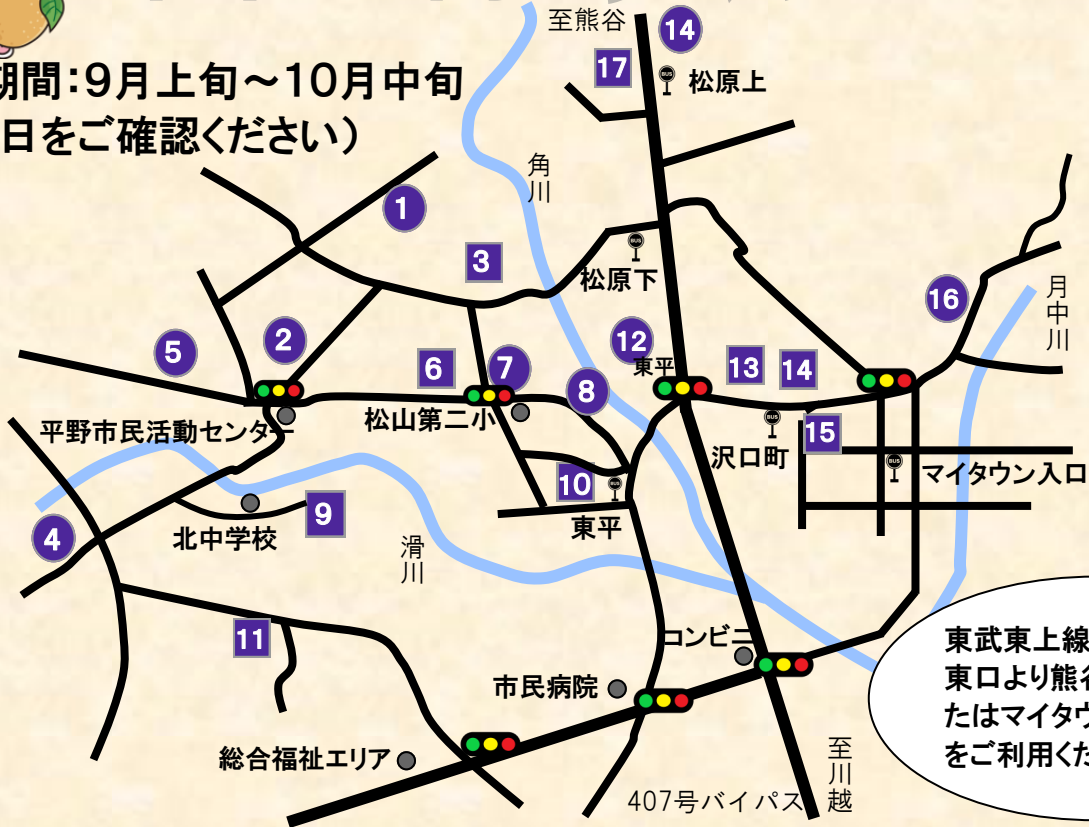 期間：9月上旬～10月中旬
日をご確認ください）
至熊谷
14
17
BUS
松原上
角川
1
3
BUS
松原下
16
月中川
5
2
12
東平
6
7
13
14
8
平野市民活動センター
松山第二小
BUS
沢口町
15
BUS
マイタウン入口
10
BUS
東平
9
北中学校
4
滑川
11
コンビニ
市民病院
総合福祉エリア
407号バイパス
至川越
東武東上線
東口より熊谷
たはマイタウ
をご利用くた